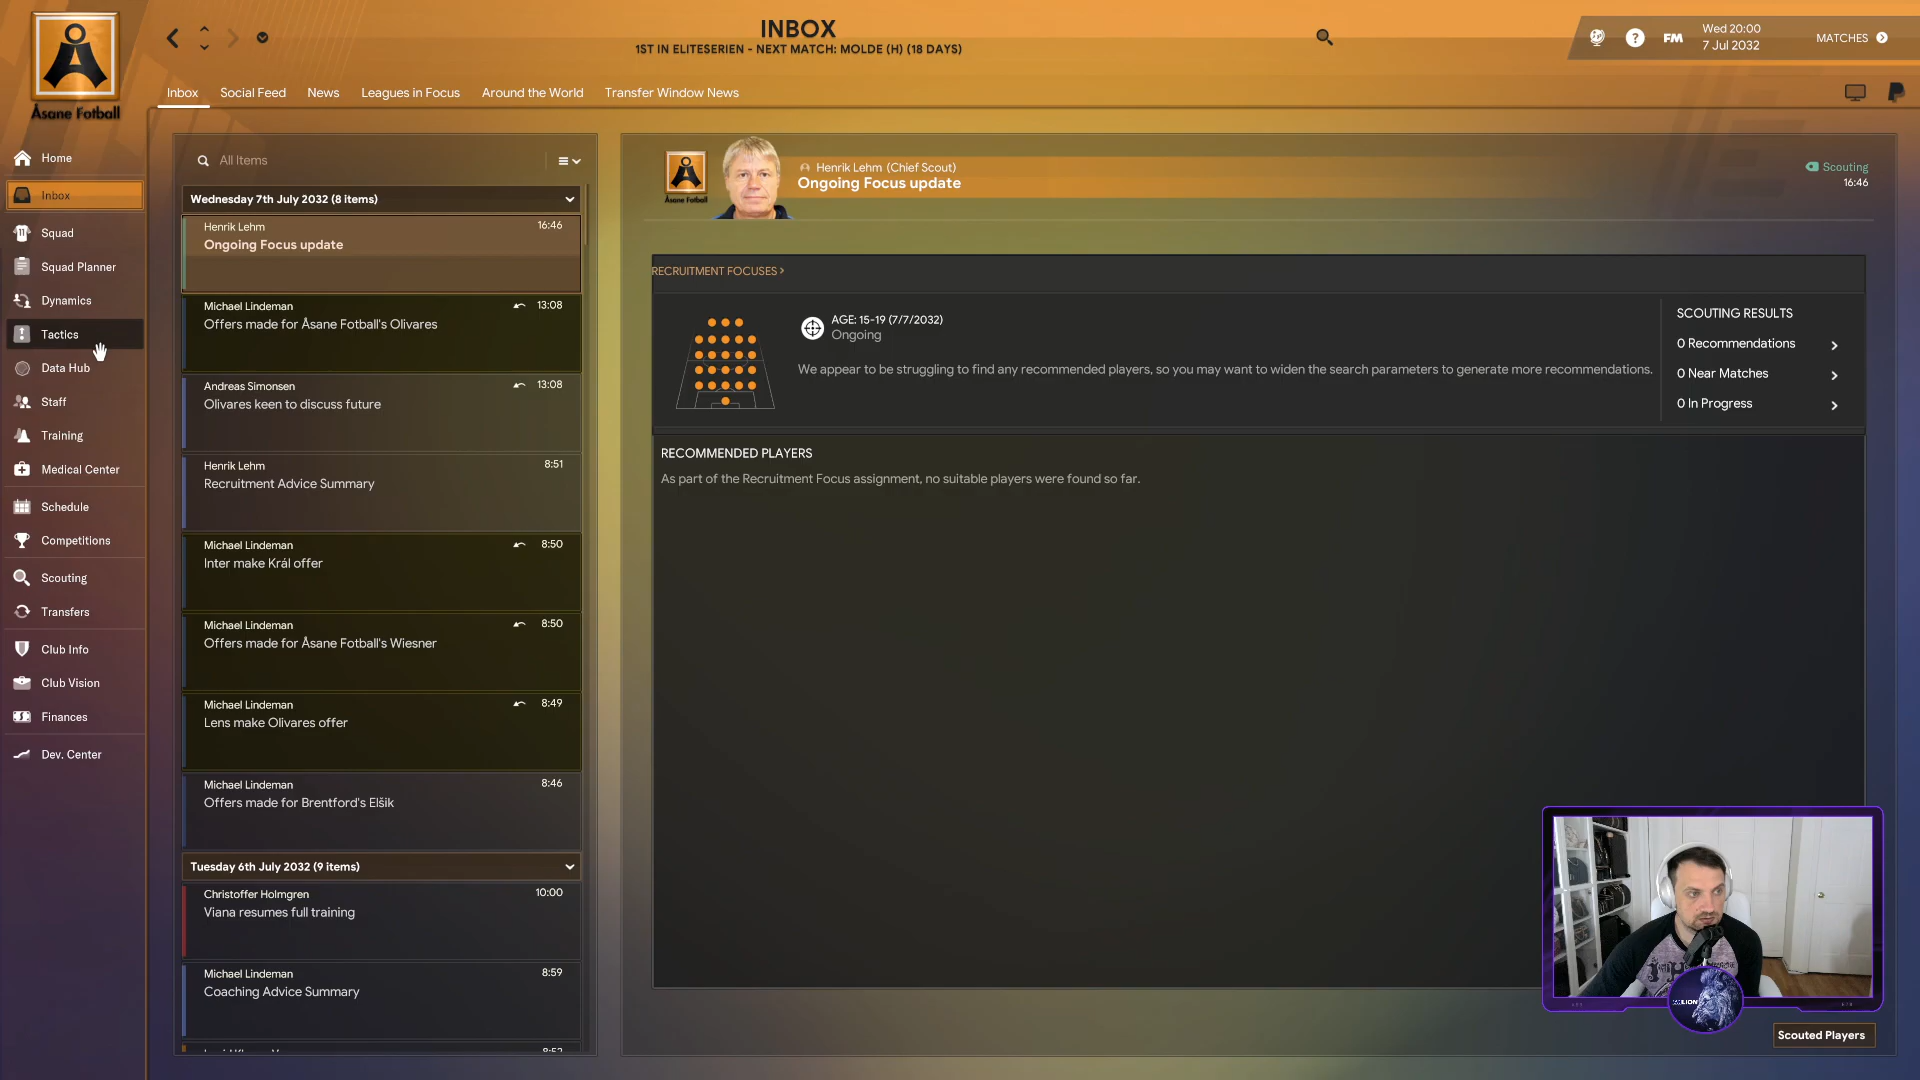 INBOX
1ST IN ELITESERIEN - NEXT MATCH: MOLDE (H) (18 DAYS)
FM
Wed 20:00
7 Jul 2032
MATCHES
Åsane Fotball
Inbox Social Feed News Leagues in Focus Around the World Transfer Window News
Home
Inbox
Squad
Squad Planner
Dynamics
Tactics
Data Hub
Staff
Training
Medical Center
Schedule
Competitions
Scouting
Transfers
Club Info
Club Vision
Finances
Dev. Center
All Items
Wednesday 7th July 2032 (8 items)
Henrik Lehm 16:46
Ongoing Focus update
Michael Lindeman 13:08
Offers made for Åsane Fotball's Olivares
Andreas Simonsen 13:08
Olivares keen to discuss future
Henrik Lehm 8:51
Recruitment Advice Summary
Michael Lindeman 8:50
Inter make Král offer
Michael Lindeman 8:50
Offers made for Åsane Fotball's Wiesner
Michael Lindeman 8:49
Lens make Olivares offer
Michael Lindeman 8:46
Offers made for Brentford's Elšik
Tuesday 6th July 2032 (9 items)
Christoffer Holmgren 10:00
Viana resumes full training
Michael Lindeman 8:59
Coaching Advice Summary
Åsane Fotball
Henrik Lehm (Chief Scout)
Ongoing Focus update
Scouting
16:46
RECRUITMENT FOCUSES >
AGE: 15-19 (7/7/2032)
Ongoing
We appear to be struggling to find any recommended players, so you may want to widen the search parameters to generate more recommendations.
SCOUTING RESULTS
0 Recommendations
0 Near Matches
0 In Progress
RECOMMENDED PLAYERS
As part of the Recruitment Focus assignment, no suitable players were found so far.
Scouted Players